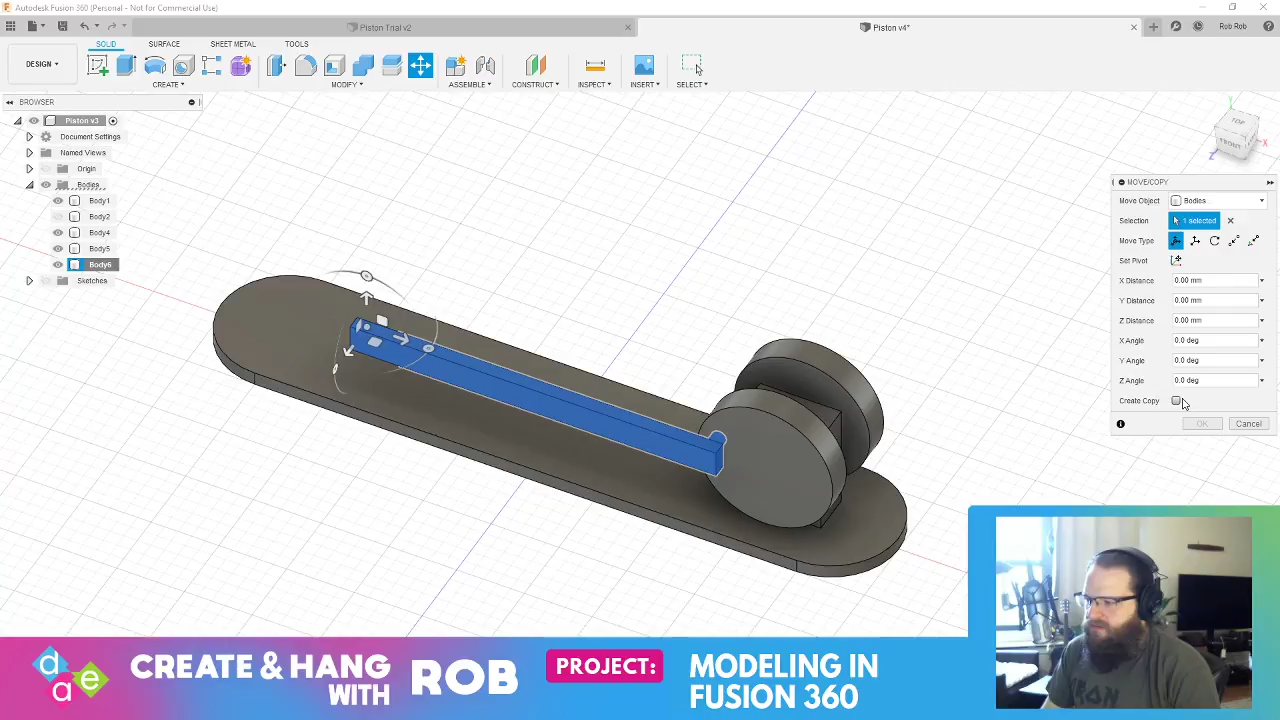 Autodesk Fusion 360 (Personal - Not for Commercial Use)
Piston Trial v2
Piston v4*
Rob Rob
SOLID
SURFACE
SHEET METAL
TOOLS
DESIGN
CREATE
MODIFY
ASSEMBLE
CONSTRUCT
INSPECT
INSERT
SELECT
BROWSER
Piston v3
Document Settings
Named Views
Origin
Bodies
Body1
Body2
Body4
Body5
Body6
Sketches
TOP
FRONT
Y
X
Z
MOVE/COPY
Move Object
Bodies
Selection
1 selected
Move Type
Set Pivot
X Distance
0.00 mm
Y Distance
0.00 mm
Z Distance
0.00 mm
X Angle
0.0 deg
Y Angle
0.0 deg
Z Angle
0.0 deg
Create Copy
OK
Cancel
dae
CREATE & HANG
WITH
ROB
PROJECT:
MODELING IN
FUSION 360